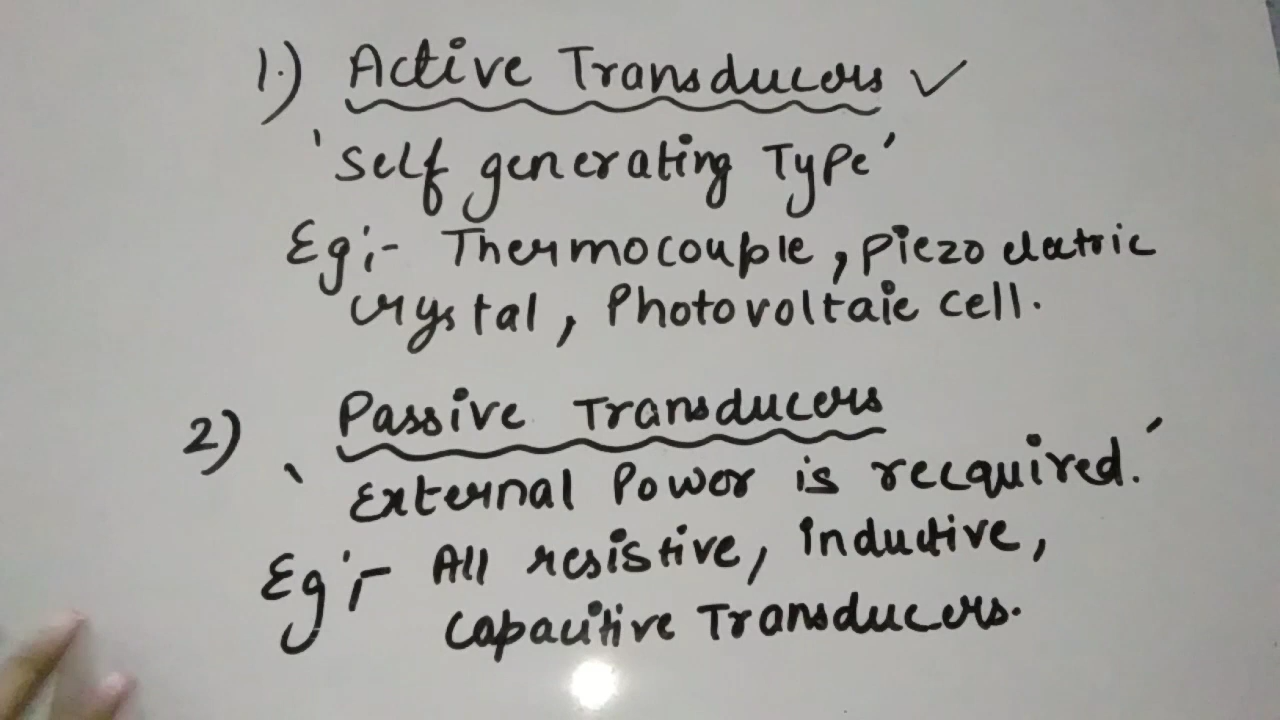 1.) Active Transducers ✓
'Self generating Type'
Eg:- Thermocouple, Piezo electric
crystal, Photovoltaic cell.
2) Passive Transducers
'External Power is recquired.'
Eg:- All resistive, Inductive,
Capacitive Transducers.